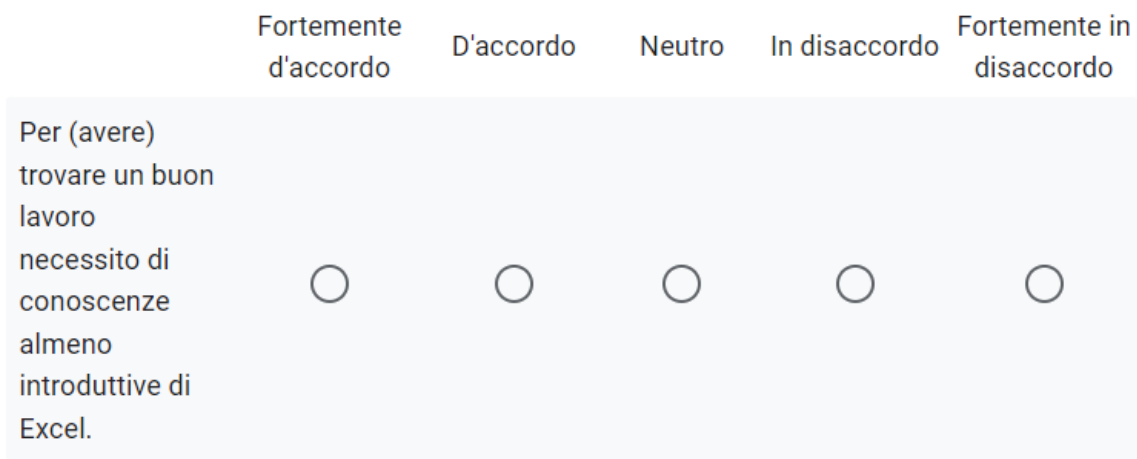 Fortemente
d'accordo
D'accordo
Neutro
In disaccordo
Fortemente in
disaccordo
Per (avere)
trovare un buon
lavoro
necessito di
conoscenze
almeno
introduttive di
Excel.